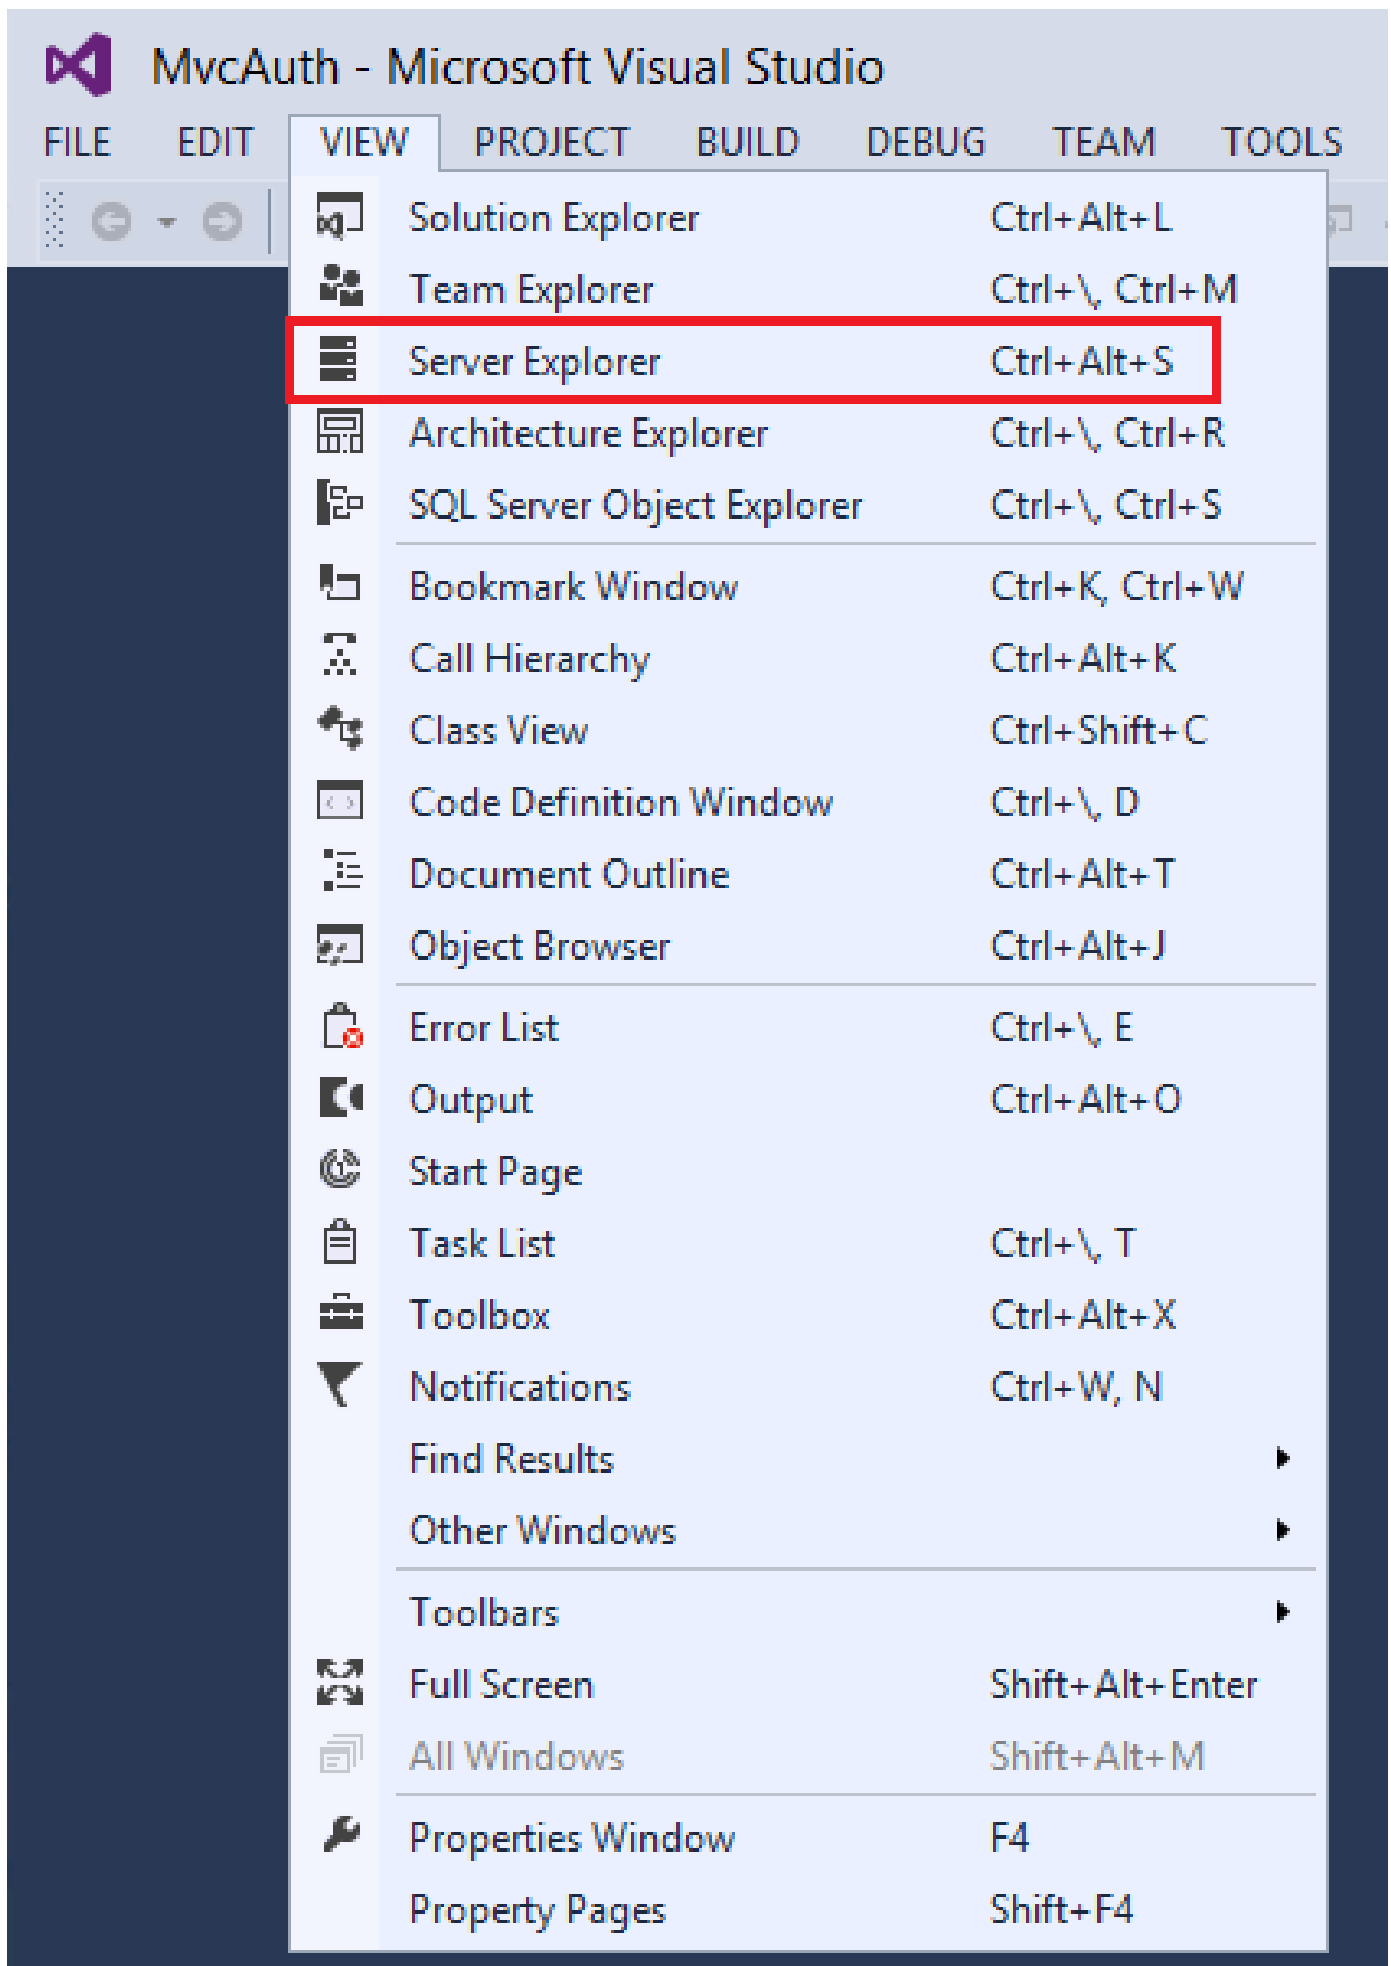 MvcAuth - Microsoft Visual Studio
FILE EDIT VIEW PROJECT BUILD DEBUG TEAM TOOLS
Solution Explorer Ctrl+Alt+L
Team Explorer Ctrl+\, Ctrl+M
Server Explorer Ctrl+Alt+S
Architecture Explorer Ctrl+\, Ctrl+R
SQL Server Object Explorer Ctrl+\, Ctrl+S
Bookmark Window Ctrl+K, Ctrl+W
Call Hierarchy Ctrl+Alt+K
Class View Ctrl+Shift+C
Code Definition Window Ctrl+\, D
Document Outline Ctrl+Alt+T
Object Browser Ctrl+Alt+J
Error List Ctrl+\, E
Output Ctrl+Alt+O
Start Page
Task List Ctrl+\, T
Toolbox Ctrl+Alt+X
Notifications Ctrl+W, N
Find Results
Other Windows
Toolbars
Full Screen Shift+Alt+Enter
All Windows Shift+Alt+M
Properties Window F4
Property Pages Shift+F4